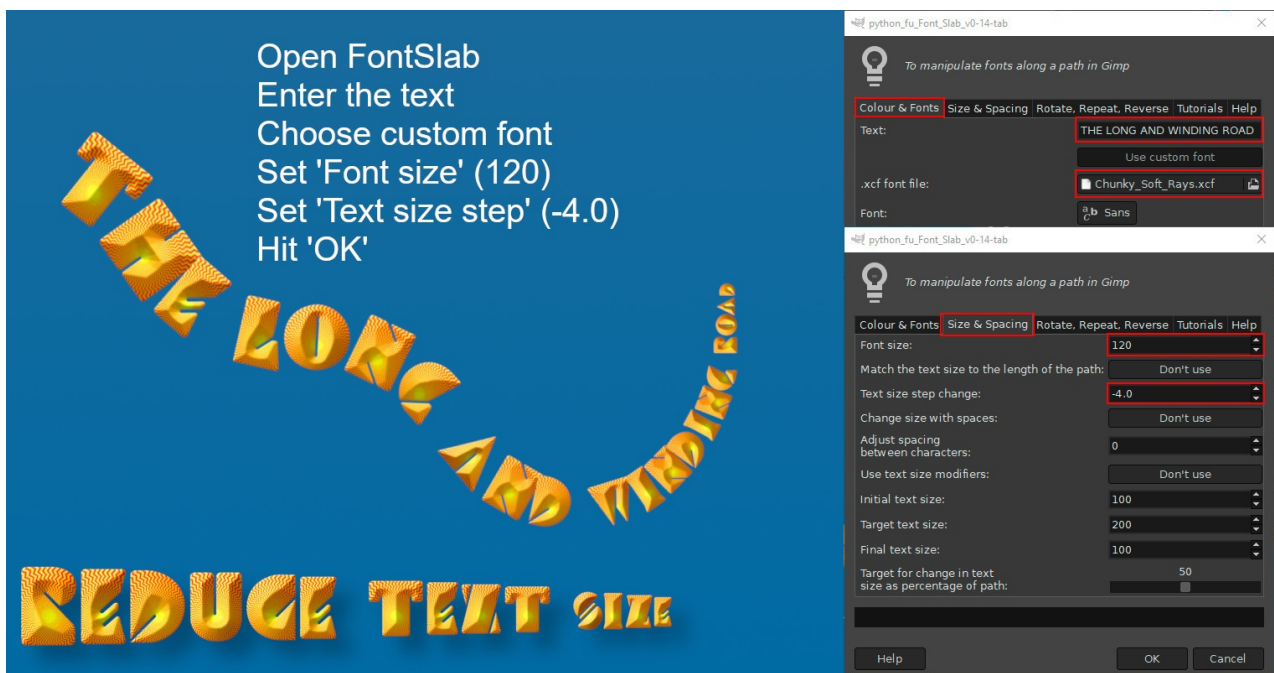 Open FontSlab
Enter the text
Choose custom font
Set 'Font size' (120)
Set 'Text size step' (-4.0)
Hit 'OK'
THE LONG AND WINDING ROAD
REDUCE TEXT SIZE
python_fu_Font_Slab_v0-14-tab
To manipulate fonts along a path in Gimp
Colour & Fonts Size & Spacing Rotate, Repeat, Reverse Tutorials Help
Text: THE LONG AND WINDING ROAD
Use custom font
.xcf font file: Chunky_Soft_Rays.xcf
Font: abc Sans
python_fu_Font_Slab_v0-14-tab
To manipulate fonts along a path in Gimp
Colour & Fonts Size & Spacing Rotate, Repeat, Reverse Tutorials Help
Font size: 120
Match the text size to the length of the path: Don't use
Text size step change: -4.0
Change size with spaces: Don't use
Adjust spacing
between characters: 0
Use text size modifiers: Don't use
Initial text size: 100
Target text size: 200
Final text size: 100
Target for change in text 50
size as percentage of path:
Help OK Cancel